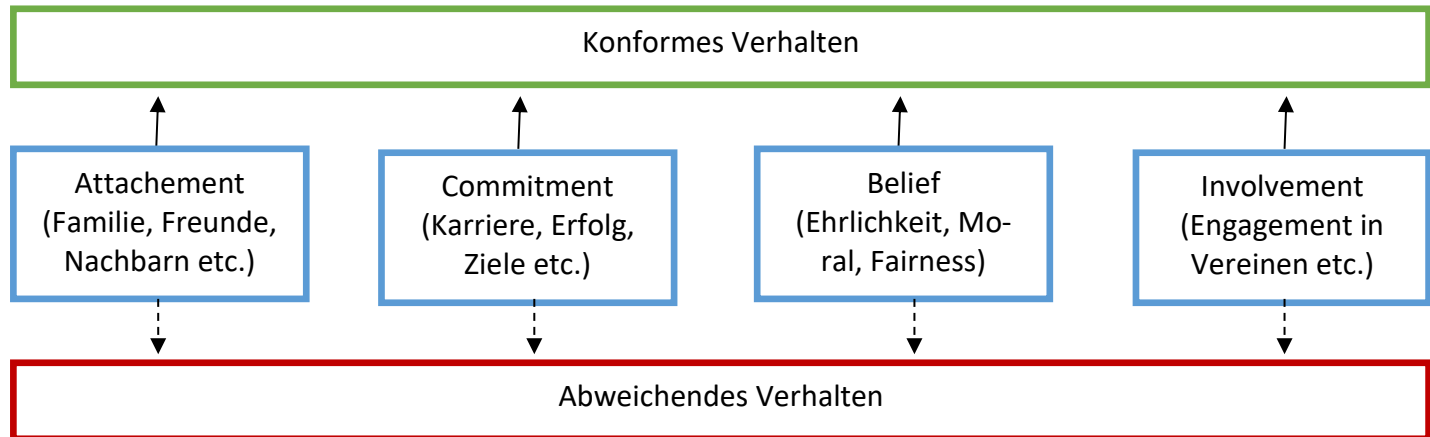 Konformes Verhalten
Attachement
(Familie, Freunde,
Nachbarn etc.)
Commitment
(Karriere, Erfolg,
Ziele etc.)
Belief
(Ehrlichkeit, Mo-
ral, Fairness)
Involvement
(Engagement in
Vereinen etc.)
Abweichendes Verhalten